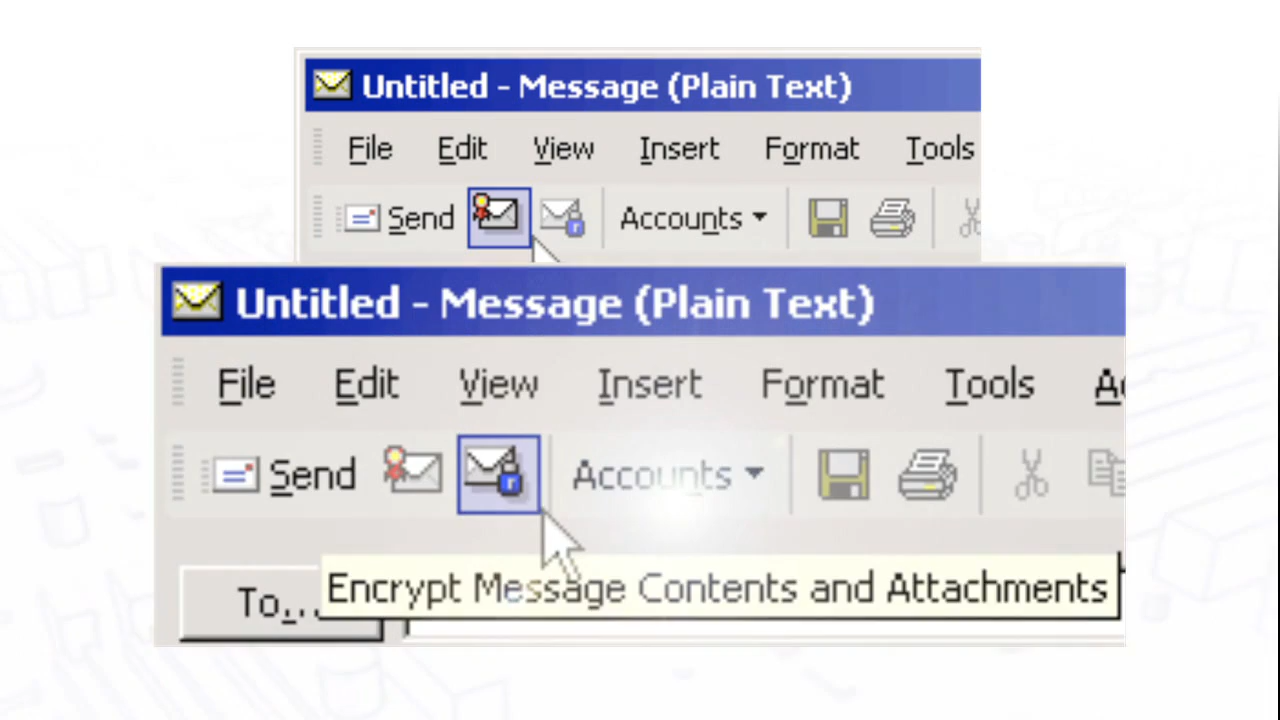 Untitled - Message (Plain Text)
File Edit View Insert Format Tools
Send Accounts
Untitled - Message (Plain Text)
File Edit View Insert Format Tools
Send Accounts
To... Encrypt Message Contents and Attachments